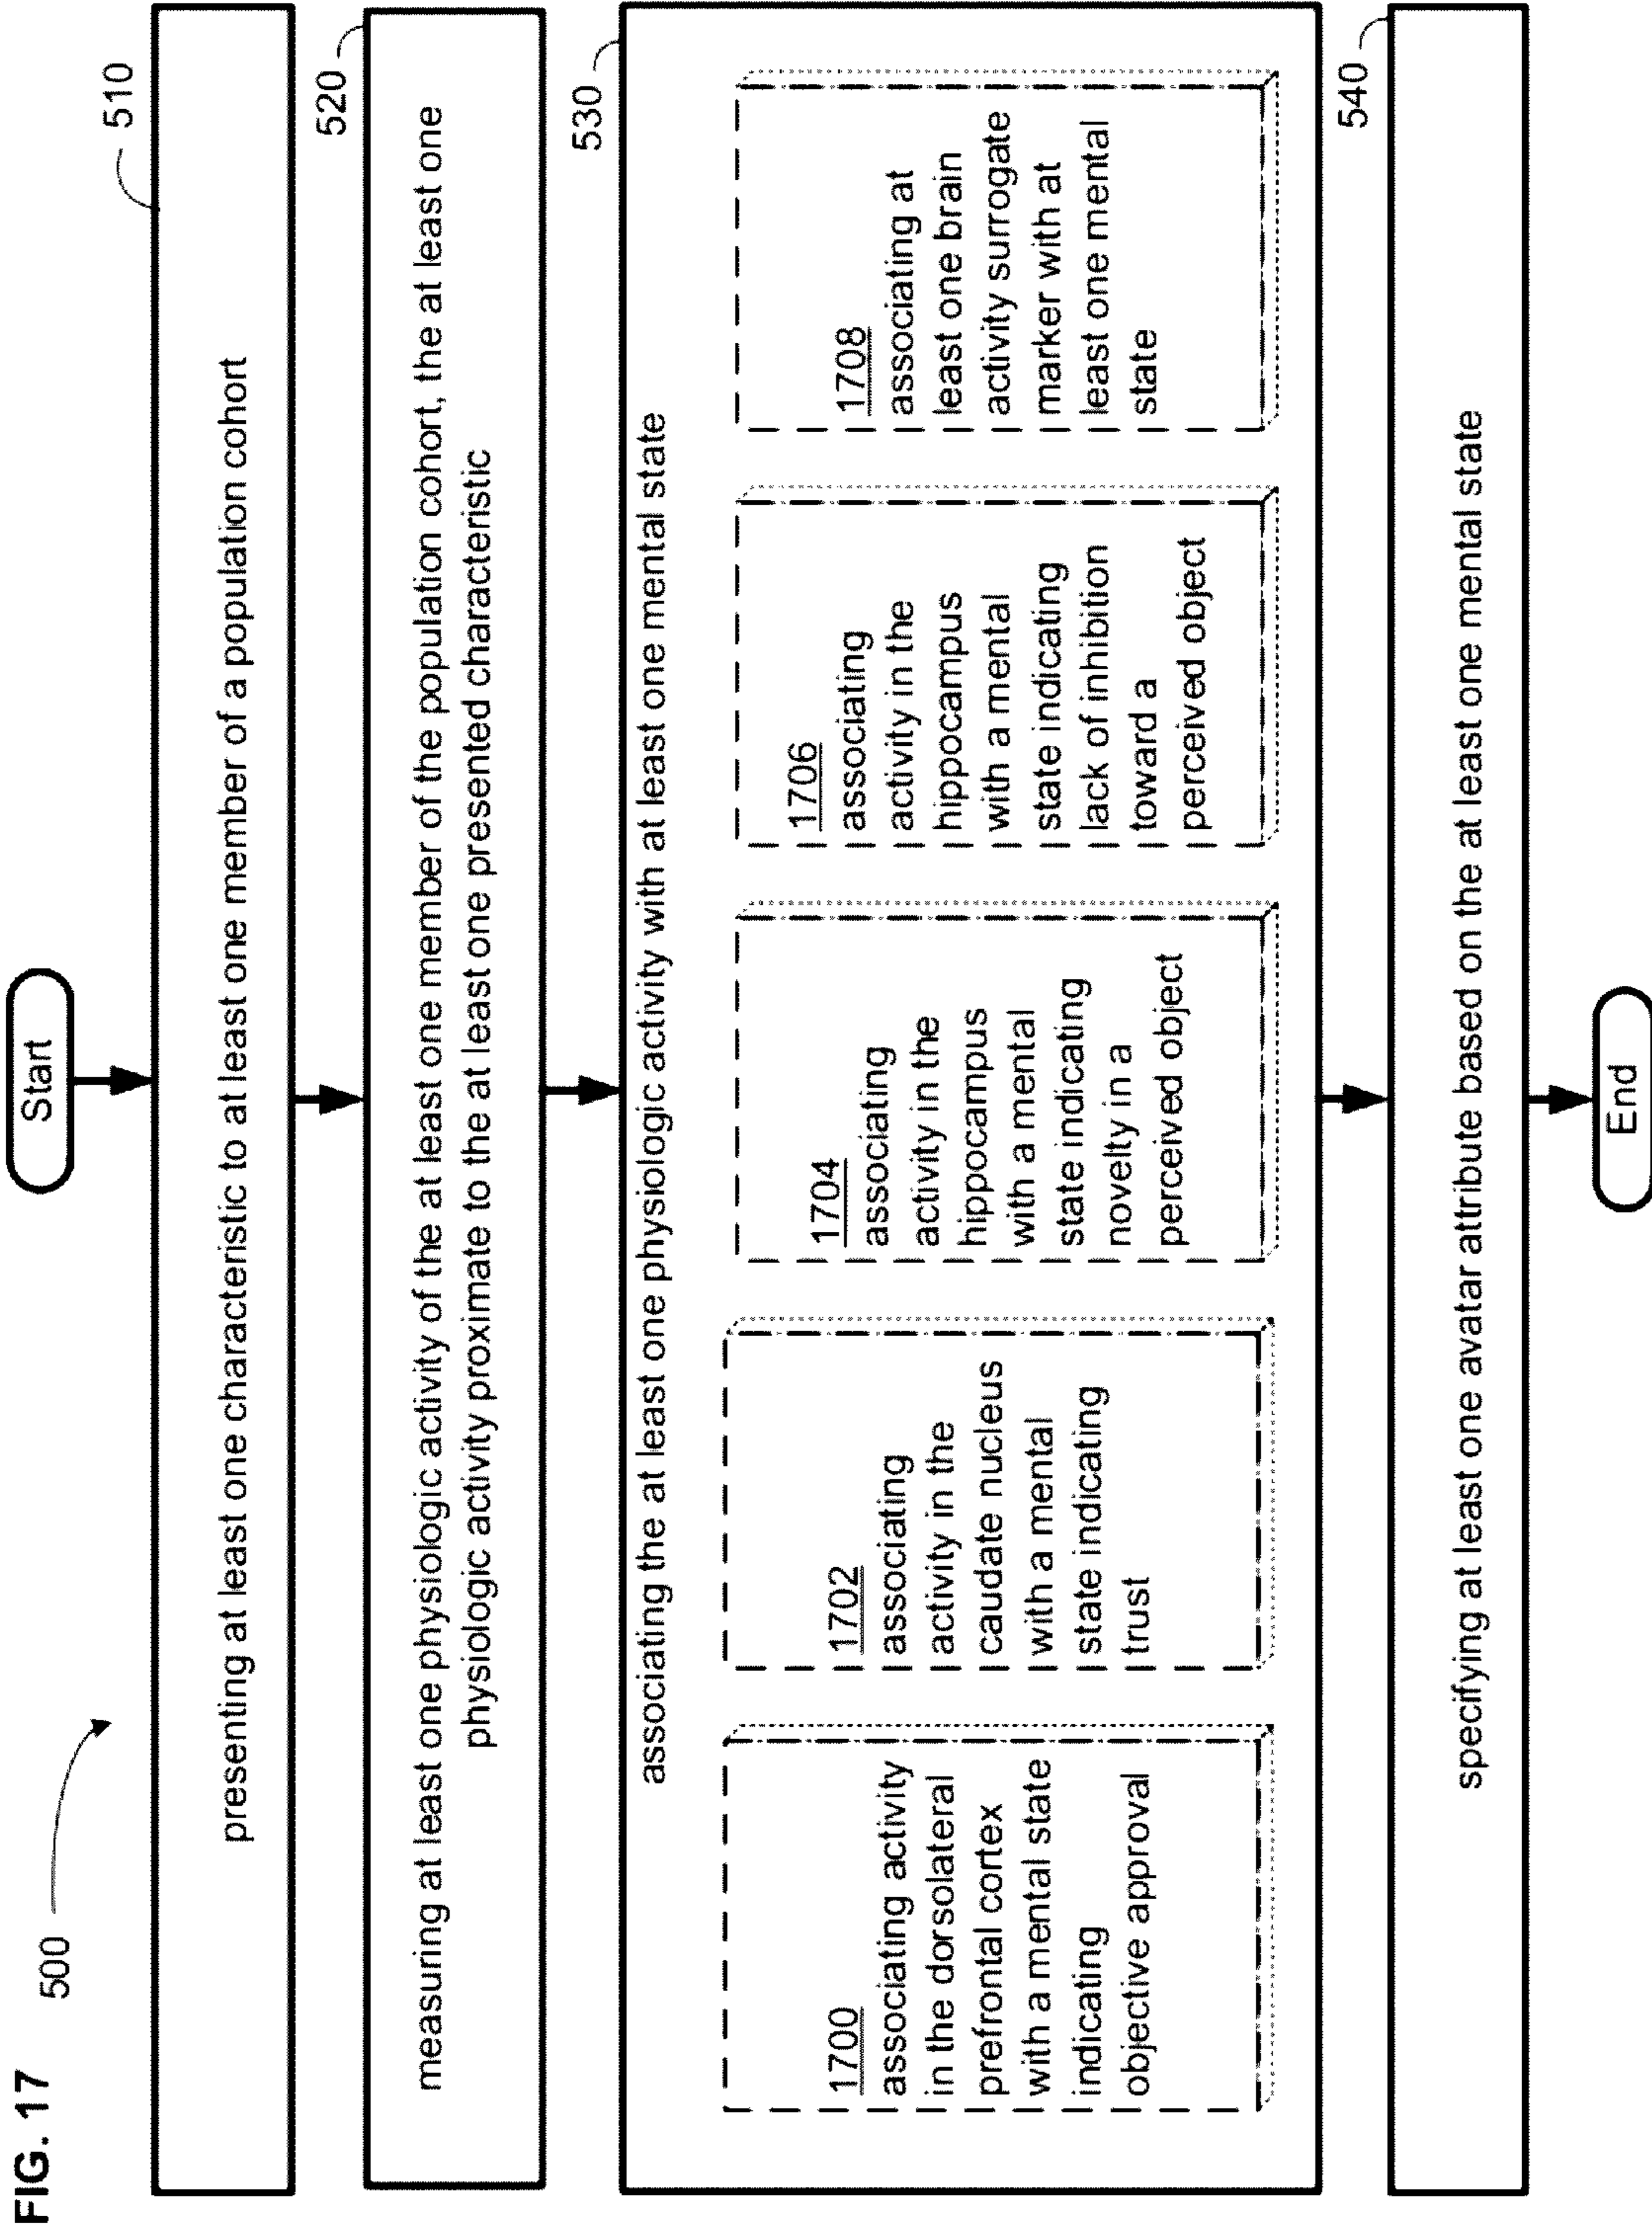 FIG. 17
500
Start
510
presenting at least one characteristic to at least one member of a population cohort
520
measuring at least one physiologic activity of the at least one member of the population cohort, the at least one
physiologic activity proximate to the at least one presented characteristic
530
associating the at least one physiologic activity with at least one mental state
1700
associating activity
in the dorsolateral
prefrontal cortex
with a mental state
indicating
objective approval
1702
associating
activity in the
caudate nucleus
with a mental
state indicating
trust
1704
associating
activity in the
hippocampus
with a mental
state indicating
novelty in a
perceived object
1706
associating
activity in the
hippocampus
with a mental
state indicating
lack of inhibition
toward a
perceived object
1708
associating at
least one brain
activity surrogate
marker with at
least one mental
state
540
specifying at least one avatar attribute based on the at least one mental state
End